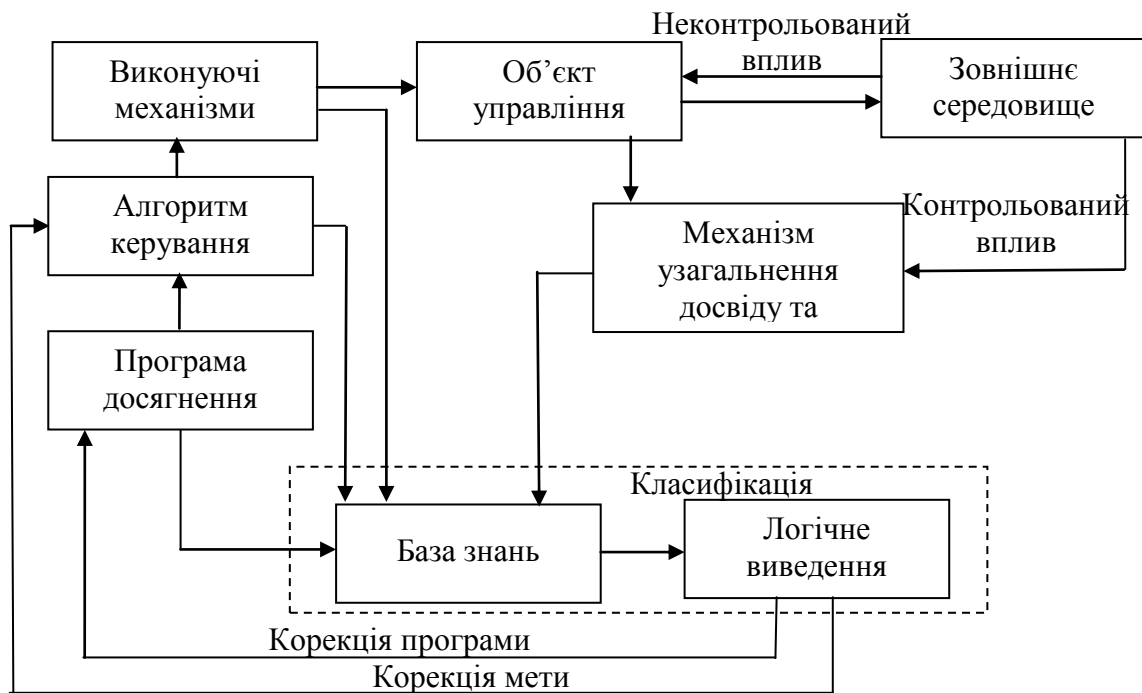 Неконтрольований
вплив
Виконуючі
механізми
Об’єкт
управління
Зовнішнє
середовище
Алгоритм
керування
Механізм
узагальнення
досвіду та
Контрольований
вплив
Програма
досягнення
Класифікація
База знань
Логічне
виведення
Корекція програми
Корекція мети